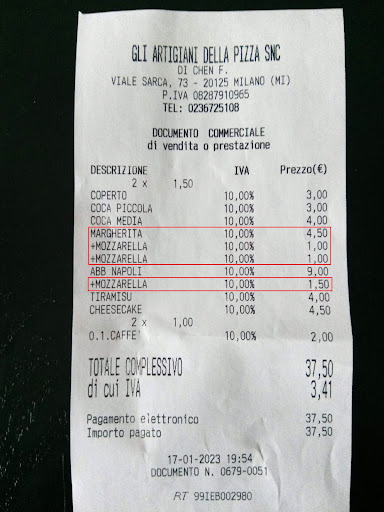 GLI ARTIGIANI DELLA PIZZA SNC
DI CHEN F.
VIALE SARCA, 73 - 20125 MILANO (MI)
P.IVA 08287910965
TEL: 0236725108
DOCUMENTO COMMERCIALE
di vendita o prestazione
DESCRIZIONE IVA Prezzo(€)
2 x 1,50
COPERTO 10,00% 3,00
COCA PICCOLA 10,00% 3,00
COCA MEDIA 10,00% 4,00
MARGHERITA 10,00% 4,50
+MOZZARELLA 10,00% 1,00
+MOZZARELLA 10,00% 1,00
ABB NAPOLI 10,00% 9,00
+MOZZARELLA 10,00% 1,50
TIRAMISU 10,00% 4,00
CHEESECAKE 10,00% 4,50
2 x 1,00
O.1.CAFFE' 10,00% 2,00
TOTALE COMPLESSIVO 37,50
di cui IVA 3,41
Pagamento elettronico 37,50
Importo pagato 37,50
17-01-2023 19:54
DOCUMENTO N. 0679-0051
RT 99IEB002980